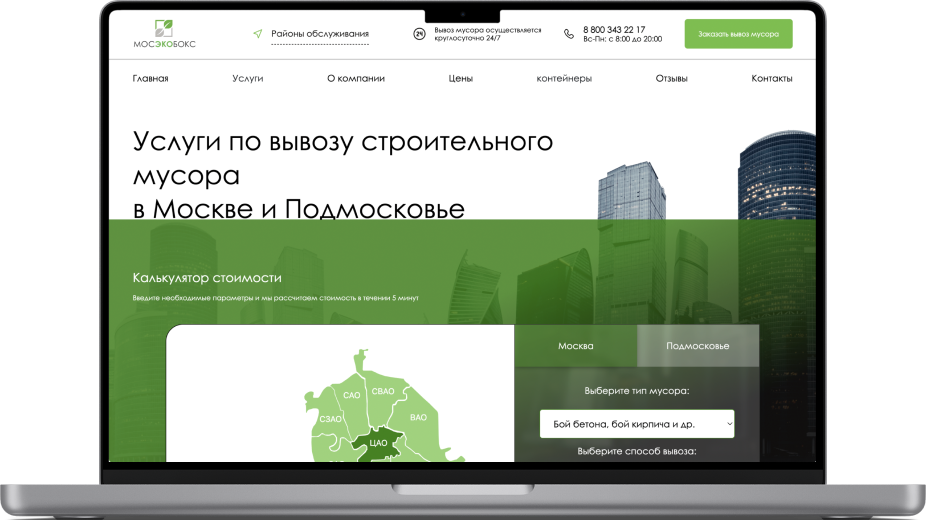 МОСЭКОБОКС
Районы обслуживания
24
Вывоз мусора осуществляется
круглосуточно 24/7
8 800 343 22 17
Вс-Пн: с 8:00 до 20:00
Заказать вывоз мусора
Главная
Услуги
О компании
Цены
контейнеры
Отзывы
Контакты
Услуги по вывозу строительного
мусора
в Москве и Подмосковье
Калькулятор стоимости
Введите необходимые параметры и мы рассчитаем стоимость в течении 5 минут
Москва
Подмосковье
Выберите тип мусора:
Бой бетона, бой кирпича и др.
Выберите способ вывоза:
САО
СВАО
СЗАО
ВАО
ЦАО